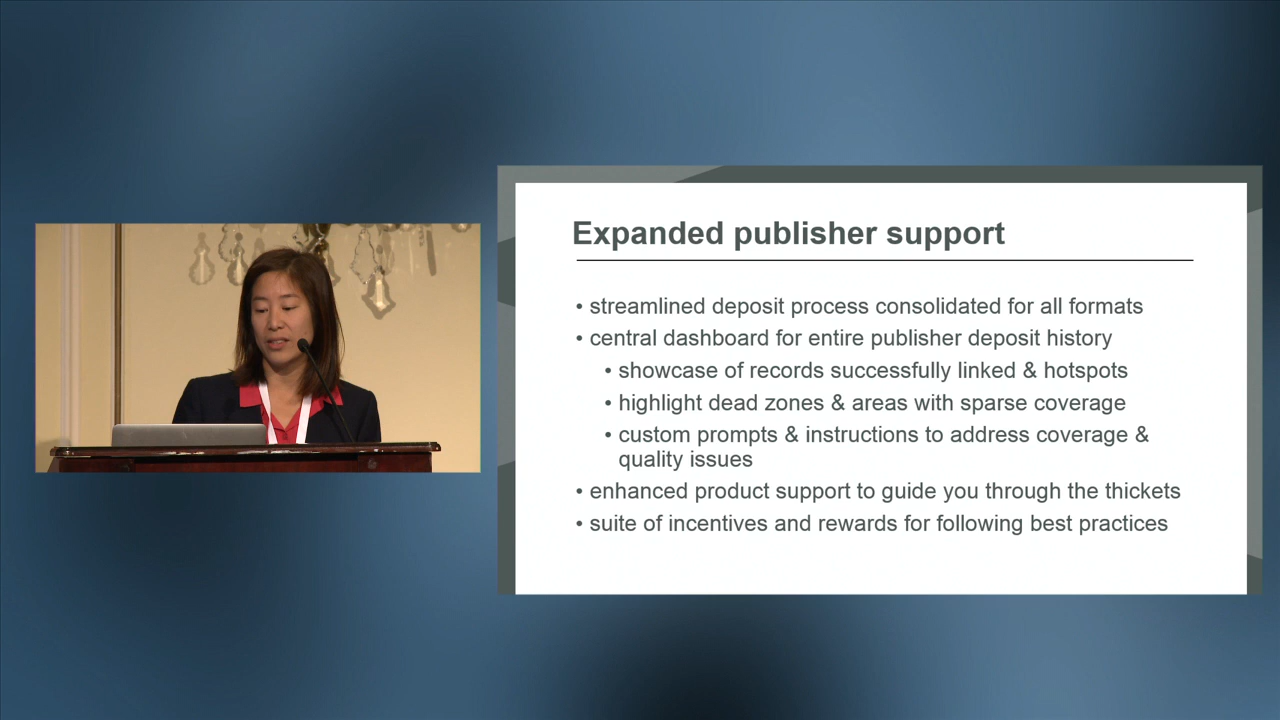 Expanded publisher support
• streamlined deposit process consolidated for all formats
• central dashboard for entire publisher deposit history
• showcase of records successfully linked & hotspots
• highlight dead zones & areas with sparse coverage
• custom prompts & instructions to address coverage &
quality issues
• enhanced product support to guide you through the thickets
• suite of incentives and rewards for following best practices